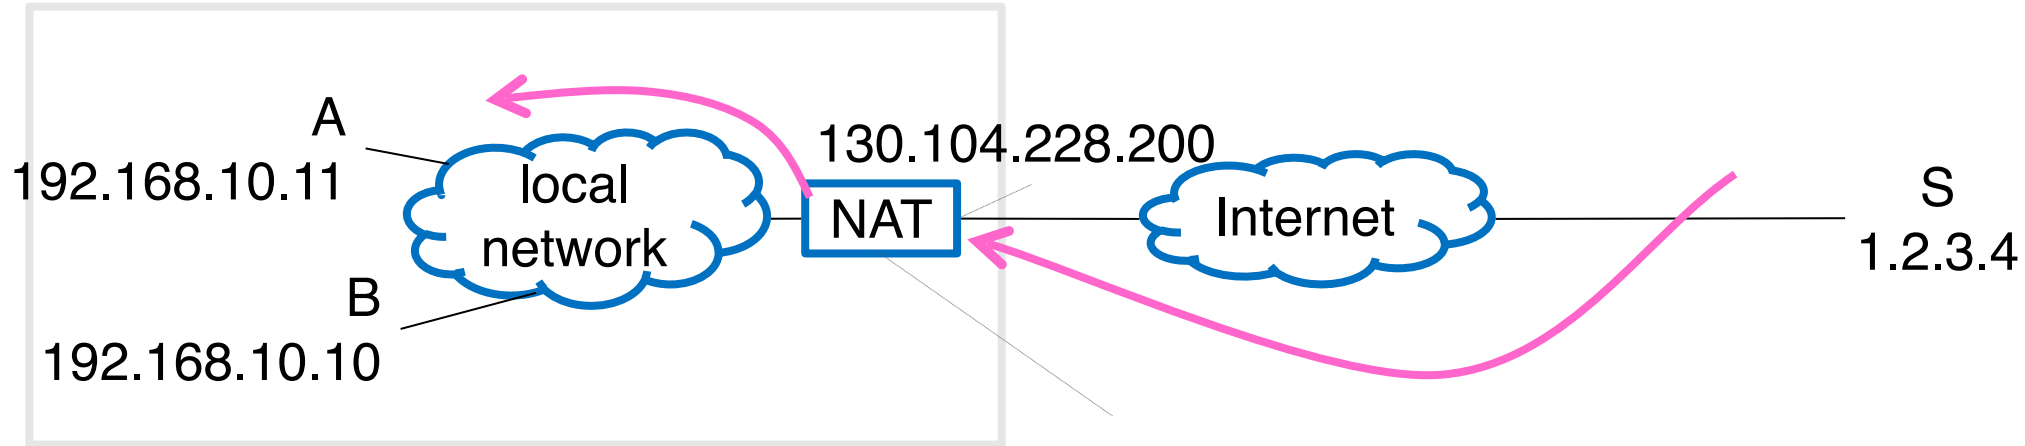 A
192.168.10.11
local
network
B
192.168.10.10
130.104.228.200
NAT
Internet
S
1.2.3.4